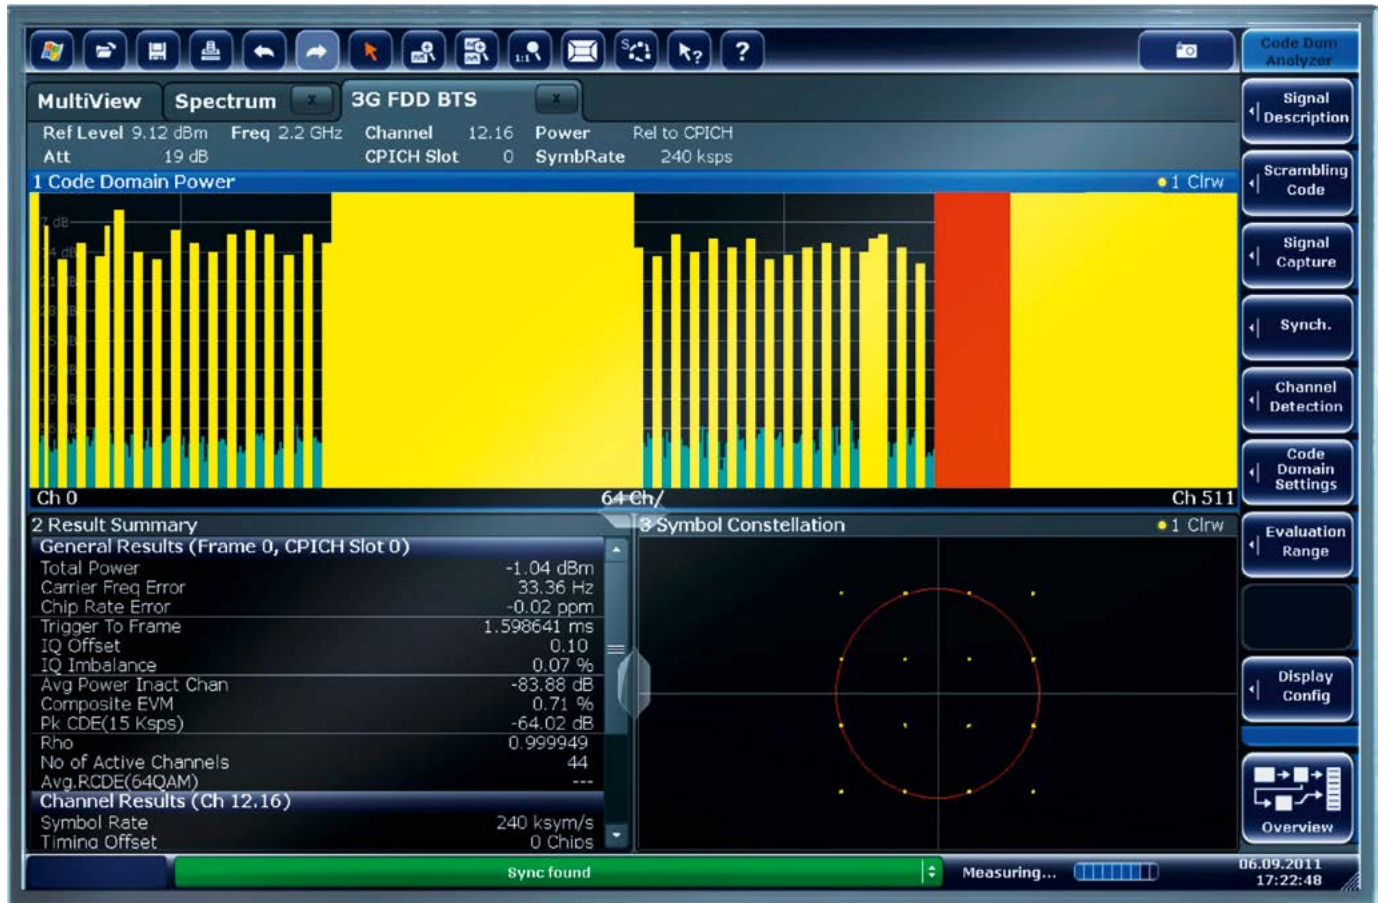 S
1:1
?
?
Code Dom
Analyzer
MultiView
Spectrum
x
3G FDD BTS
x
Ref Level 9.12 dBm Freq 2.2 GHz Channel 12.16 Power Rel to CPICH
Att 19 dB CPICH Slot 0 SymbRate 240 ksps
1 Code Domain Power
1 Clrw
7 dB
Ch 0
64 Ch/
Ch 511
2 Result Summary
General Results (Frame 0, CPICH Slot 0)
Total Power -1.04 dBm
Carrier Freq Error 33.36 Hz
Chip Rate Error -0.02 ppm
Trigger To Frame 1.598641 ms
IQ Offset 0.10
IQ Imbalance 0.07 %
Avg Power Inact Chan -83.88 dB
Composite EVM 0.71 %
Pk CDE(15 Ksps) -64.02 dB
Rho 0.999949
No of Active Channels 44
Avg.RCDE(64QAM) ---
Channel Results (Ch 12.16)
Symbol Rate 240 ksym/s
Timing Offset 0 Chips
3 Symbol Constellation
1 Clrw
Signal
Description
Scrambling
Code
Signal
Capture
Synch.
Channel
Detection
Code
Domain
Settings
Evaluation
Range
Display
Config
Overview
Sync found
Measuring...
06.09.2011
17:22:48